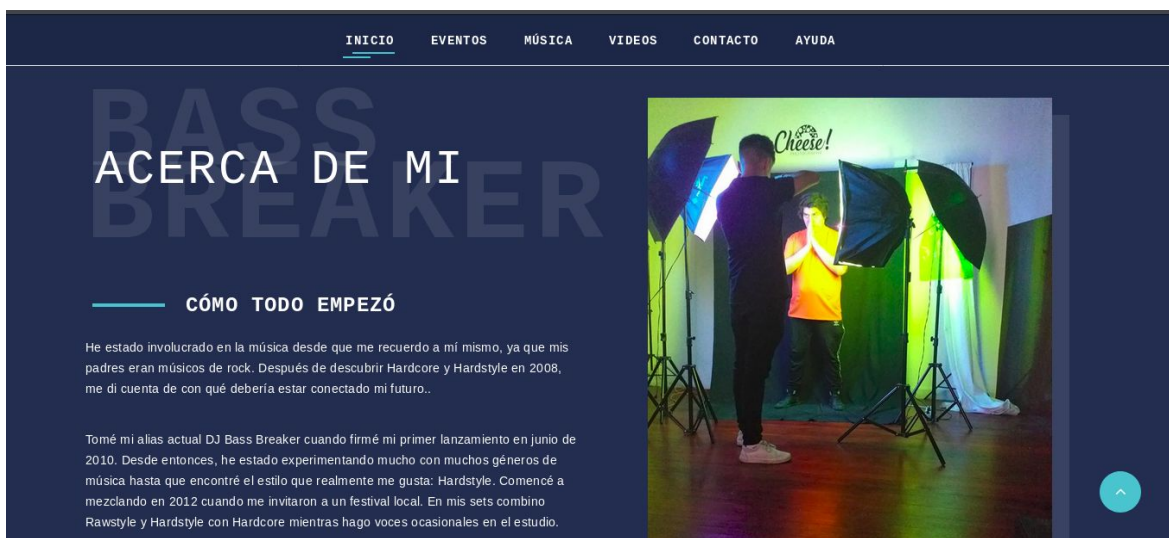 INICIO EVENTOS MÚSICA VIDEOS CONTACTO AYUDA
BASS
BREAKER
ACERCA DE MI
Cheese!
CÓMO TODO EMPEZÓ
He estado involucrado en la música desde que me recuerdo a mí mismo, ya que mis
padres eran músicos de rock. Después de descubrir Hardcore y Hardstyle en 2008,
me di cuenta de con qué debería estar conectado mi futuro..
Tomé mi alias actual DJ Bass Breaker cuando firmé mi primer lanzamiento en junio de
2010. Desde entonces, he estado experimentando mucho con muchos géneros de
música hasta que encontré el estilo que realmente me gusta: Hardstyle. Comencé a
mezclando en 2012 cuando me invitaron a un festival local. En mis sets combino
Rawstyle y Hardstyle con Hardcore mientras hago voces ocasionales en el estudio.